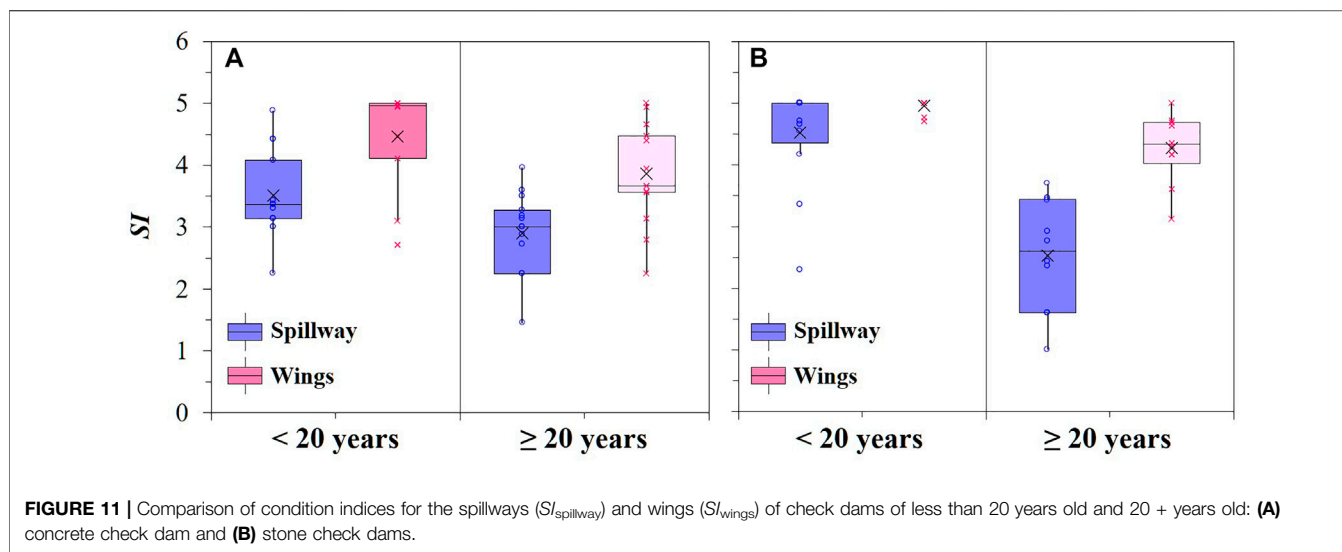 A
B
SI
6
5
4
3
2
1
0
Spillway
Wings
Spillway
Wings
< 20 years
≥ 20 years
< 20 years
≥ 20 years
FIGURE 11 | Comparison of condition indices for the spillways (SIspillway) and wings (SIwings) of check dams of less than 20 years old and 20 + years old: (A)
concrete check dam and (B) stone check dams.